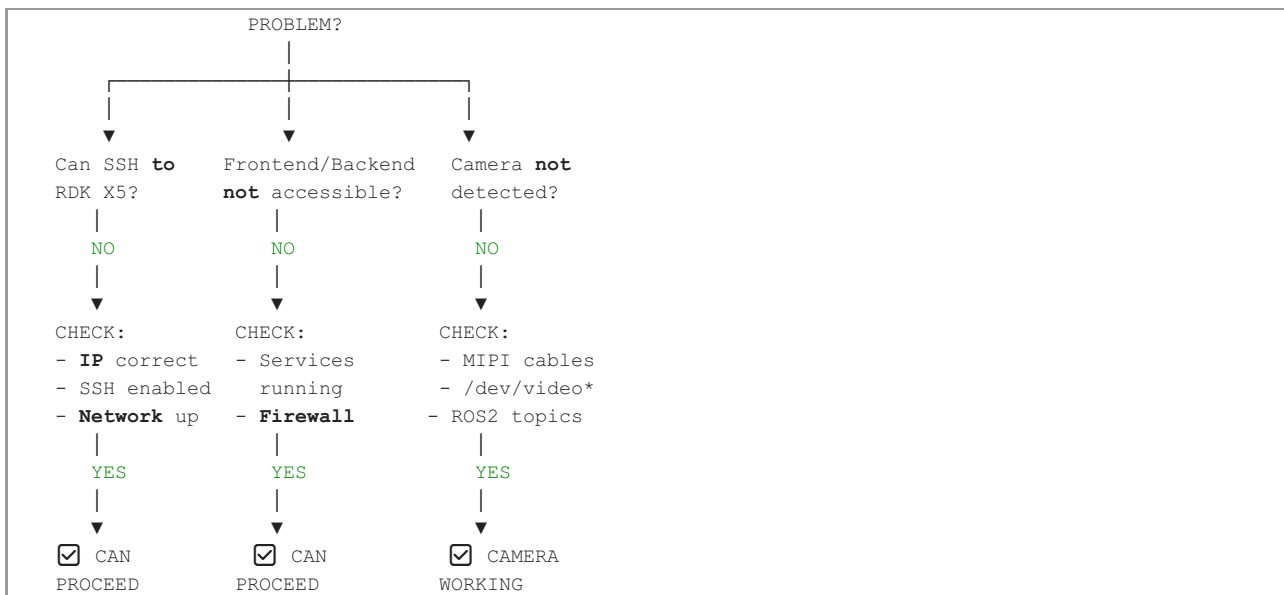 PROBLEM?
Can SSH to Frontend/Backend Camera not
RDK X5? not accessible? detected?
NO NO NO
CHECK: CHECK: CHECK:
- IP correct - Services - MIPI cables
- SSH enabled running - /dev/video*
- Network up - Firewall - ROS2 topics
YES YES YES
☑ CAN ☑ CAN ☑ CAMERA
PROCEED PROCEED WORKING